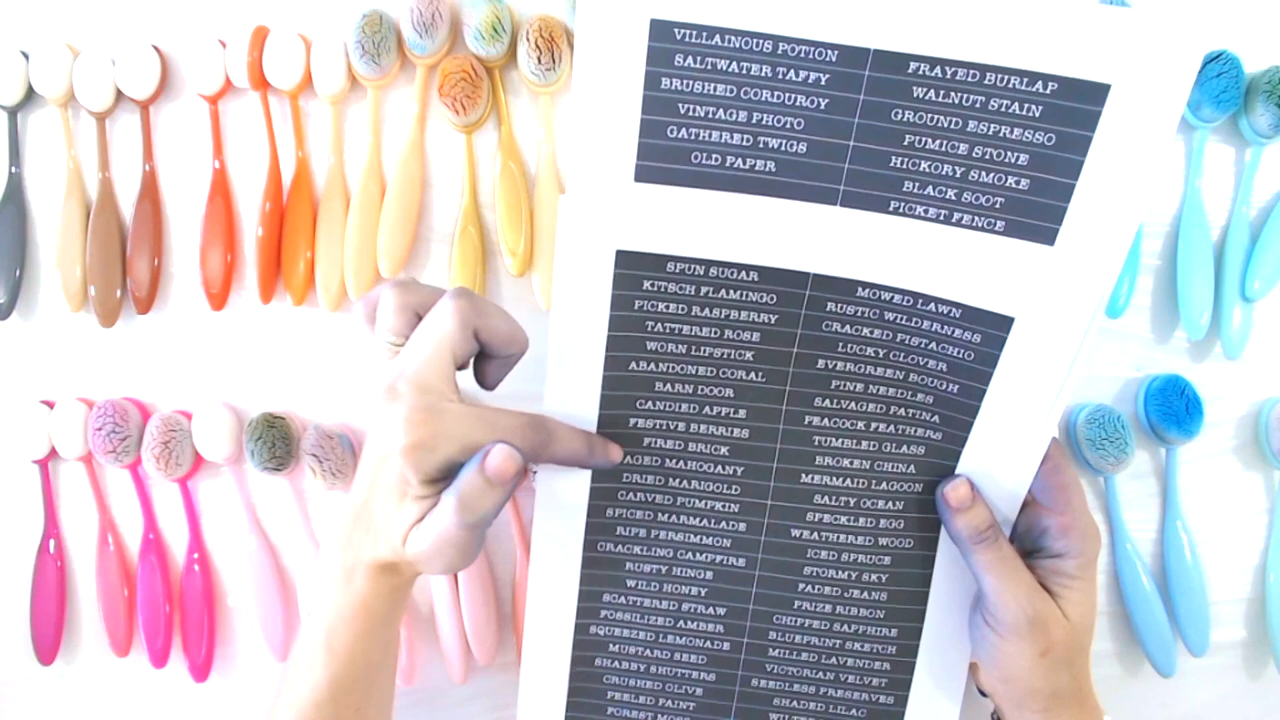 VILLAINOUS POTION
SALTWATER TAFFY
BRUSHED CORDUROY
VINTAGE PHOTO
GATHERED TWIGS
OLD PAPER
FRAYED BURLAP
WALNUT STAIN
GROUND ESPRESSO
PUMICE STONE
HICKORY SMOKE
BLACK SOOT
PICKET FENCE
SPUN SUGAR
KITSCH FLAMINGO
PICKED RASPBERRY
TATTERED ROSE
WORN LIPSTICK
ABANDONED CORAL
BARN DOOR
CANDIED APPLE
FESTIVE BERRIES
FIRED BRICK
AGED MAHOGANY
DRIED MARIGOLD
CARVED PUMPKIN
SPICED MARMALADE
RIPE PERSIMMON
CRACKLING CAMPFIRE
RUSTY HINGE
WILD HONEY
SCATTERED STRAW
FOSSILIZED AMBER
SQUEEZED LEMONADE
MUSTARD SEED
SHABBY SHUTTERS
CRUSHED OLIVE
PEELED PAINT
FOREST MOSS
MOWED LAWN
RUSTIC WILDERNESS
CRACKED PISTACHIO
LUCKY CLOVER
EVERGREEN BOUGH
PINE NEEDLES
SALVAGED PATINA
PEACOCK FEATHERS
TUMBLED GLASS
BROKEN CHINA
MERMAID LAGOON
SALTY OCEAN
SPECKLED EGG
WEATHERED WOOD
ICED SPRUCE
STORMY SKY
FADED JEANS
PRIZE RIBBON
CHIPPED SAPPHIRE
BLUEPRINT SKETCH
MILLED LAVENDER
VICTORIAN VELVET
SEEDLESS PRESERVES
SHADED LILAC